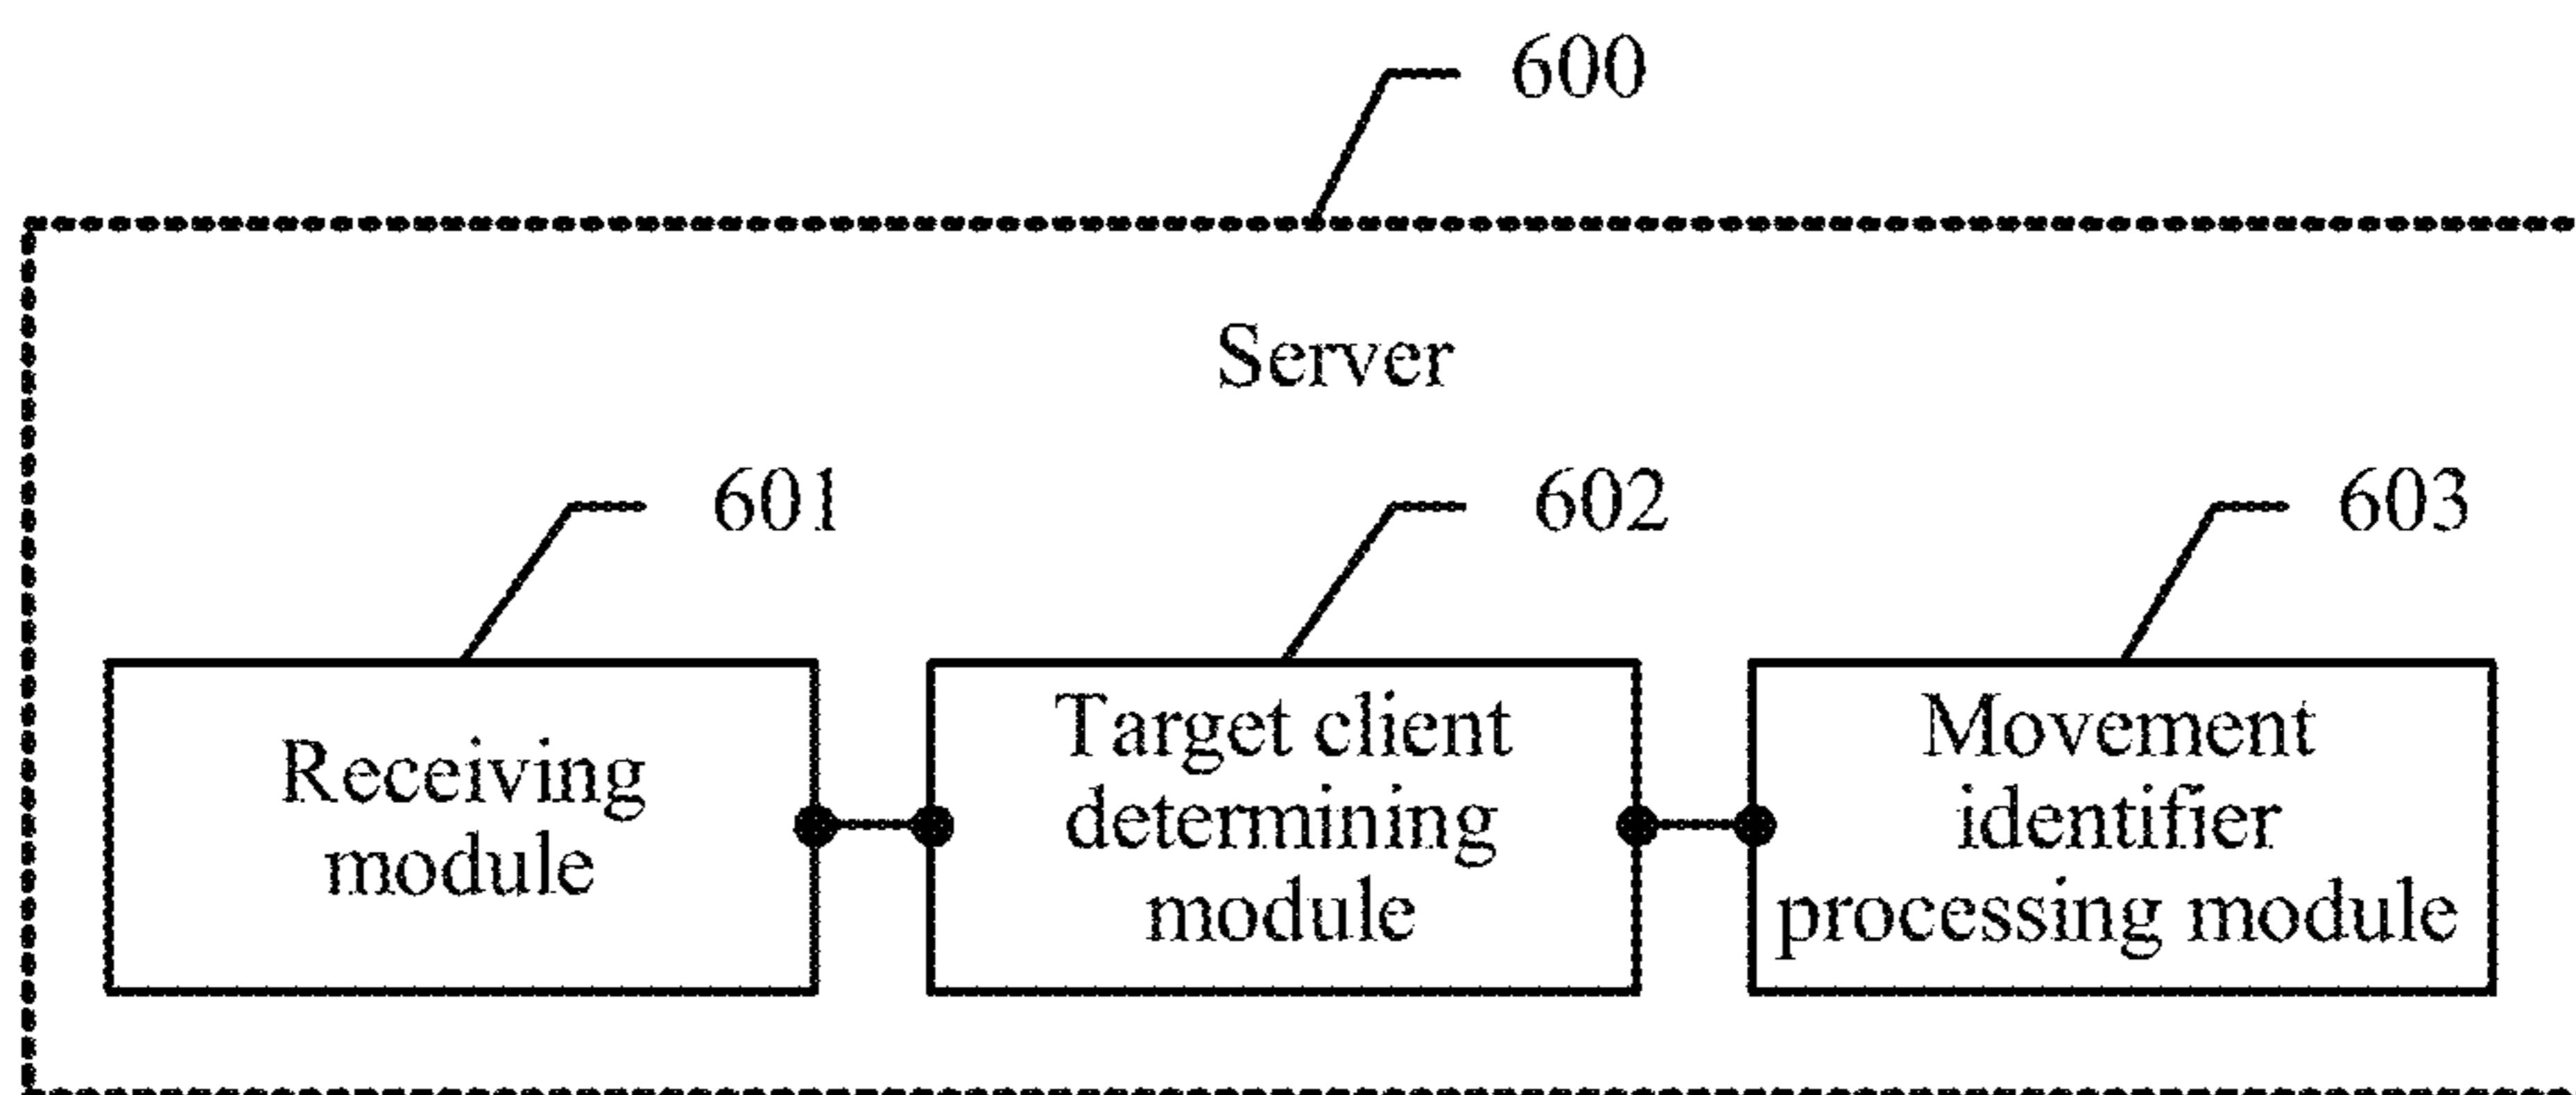 600
Server
601
602
603
Receiving
module
Target client
determining
module
Movement
identifier
processing module